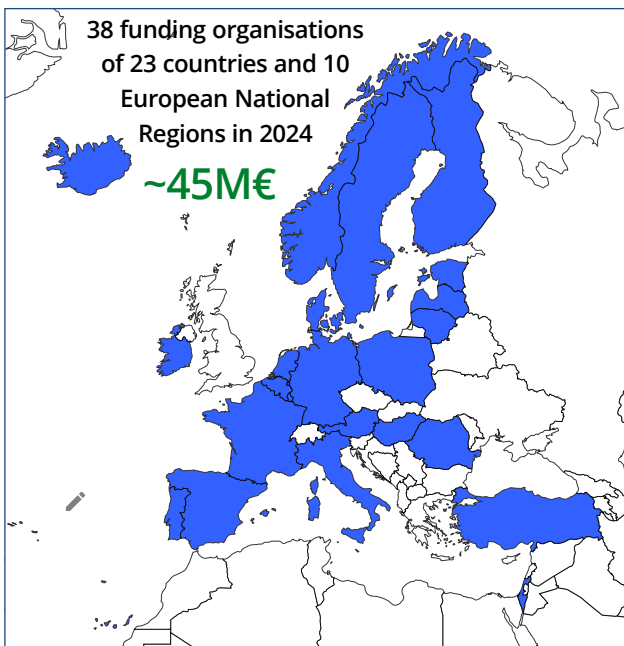 38 funding organisations
of 23 countries and 10
European National
Regions in 2024
~45M€